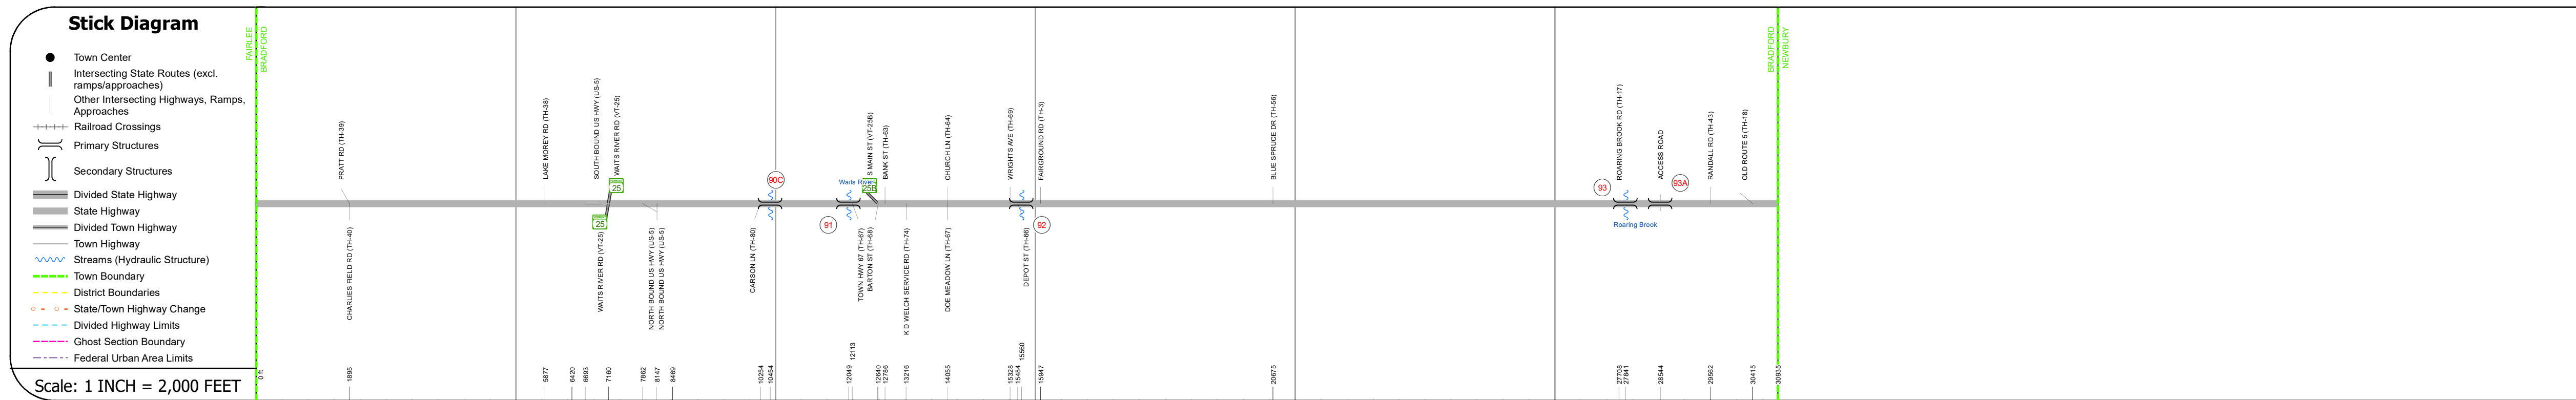 Stick Diagram
Town Center
Intersecting State Routes (excl.
ramps/approaches)
Other Intersecting Highways, Ramps,
Approaches
Railroad Crossings
Primary Structures
Secondary Structures
Divided State Highway
State Highway
Divided Town Highway
Town Highway
Streams (Hydraulic Structure)
Town Boundary
District Boundaries
State/Town Highway Change
Divided Highway Limits
Ghost Section Boundary
Federal Urban Area Limits
Scale: 1 INCH = 2,000 FEET
FAIRLEE
BRADFORD
PRATT RD (TH-39)
LAKE MOREY RD (TH-38)
SOUTH BOUND US HWY (US-5)
WAITS RIVER RD (VT-25)
S MAIN ST (VT-25B)
BANK ST (TH-63)
CHURCH LN (TH-64)
WRIGHTS AVE (TH-69)
FAIRGROUND RD (TH-3)
BLUE SPRUCE DR (TH-56)
ROARING BROOK RD (TH-17)
ACCESS ROAD
RANDALL RD (TH-43)
OLD ROUTE 5 (TH-18)
BRADFORD
NEWBURY
25
90C
Waits River
25B
93
93A
25
91
92
Roaring Brook
CHARLIES FIELD RD (TH-40)
WAITS RIVER RD (VT-25)
NORTH BOUND US HWY (US-5)
NORTH BOUND US HWY (US-5)
CARSON LN (TH-80)
TOWN HWY 67 (TH-67)
BARTON ST (TH-68)
K D WELCH SERVICE RD (TH-74)
DOE MEADOW LN (TH-67)
DEPOT ST (TH-66)
0 ft
1895
5877
6420
6693
7160
7862
8147
8469
10254
10454
12049
12113
12640
12786
13216
14055
15328
15484
15560
15947
20675
27708
27841
28544
29562
30415
30935